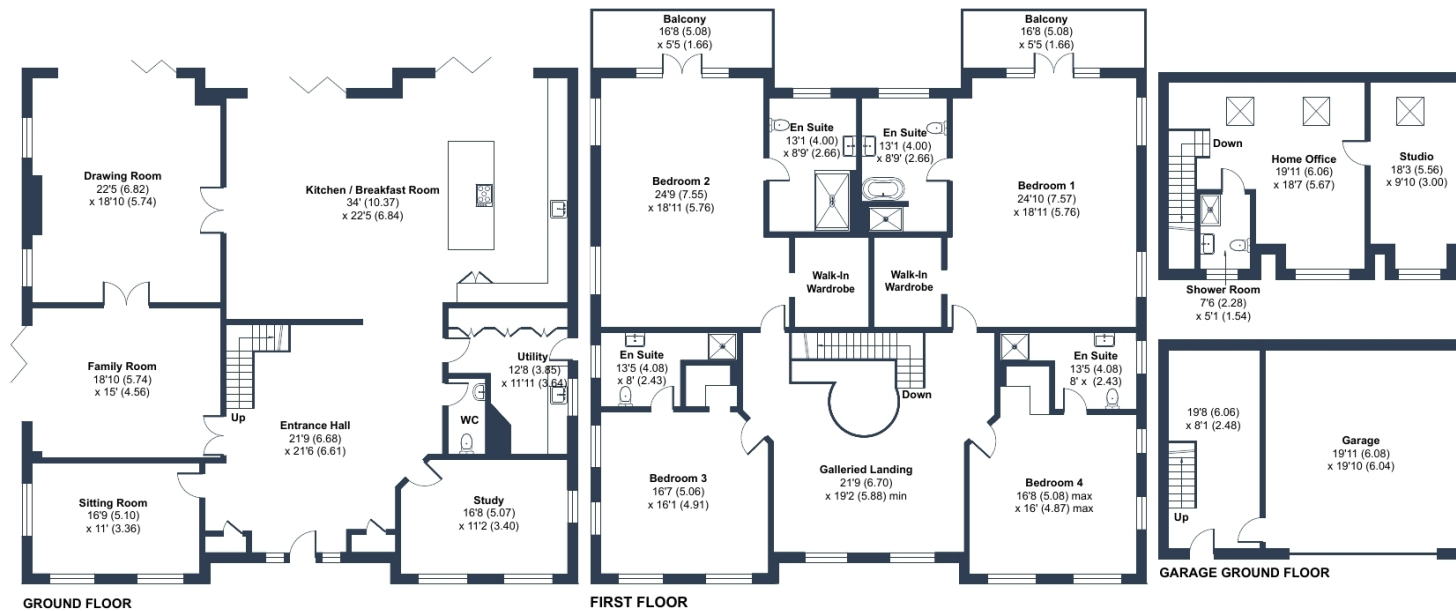 Drawing Room
22'5 (6.82)
x 18'10 (5.74)
Kitchen / Breakfast Room
34' (10.37)
x 22'5 (6.84)
Family Room
18'10 (5.74)
x 15' (4.56)
Up
Entrance Hall
21'9 (6.68)
x 21'6 (6.61)
Utility
12'8 (3.85)
x 11'11 (3.64)
WC
Sitting Room
16'9 (5.10)
x 11' (3.36)
Study
16'8 (5.07)
x 11'2 (3.40)
GROUND FLOOR
Balcony
16'8 (5.08)
x 5'5 (1.66)
Balcony
16'8 (5.08)
x 5'5 (1.66)
Bedroom 2
24'9 (7.55)
x 18'11 (5.76)
En Suite
13'1 (4.00)
x 8'9' (2.66)
En Suite
13'1 (4.00)
x 8'9' (2.66)
Bedroom 1
24'10 (7.57)
x 18'11 (5.76)
Walk-In
Wardrobe
Walk-In
Wardrobe
En Suite
13'5 (4.08)
x 8' (2.43)
En Suite
13'5 (4.08)
8' x (2.43)
Down
Bedroom 3
16'7 (5.06)
x 16'1 (4.91)
Galleried Landing
21'9 (6.70)
x 19'2 (5.88) min
Bedroom 4
16'8 (5.08) max
x 16' (4.87) max
FIRST FLOOR
Down
Home Office
19'11 (6.06)
x 18'7 (5.67)
Studio
18'3 (5.56)
x 9'10 (3.00)
Shower Room
7'6 (2.28)
x 5'1 (1.54)
19'8 (6.06)
x 8'1 (2.48)
Up
Garage
19'11 (6.08)
x 19'10 (6.04)
GARAGE GROUND FLOOR